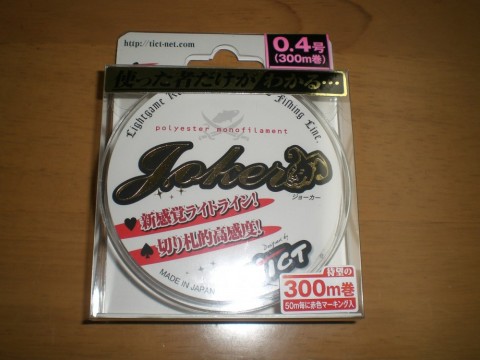 http://tict-net.com
0.4号
(300m巻)
使った者だけがわかる…
Lightgame
Fishing Line.
polyester monofilament
Joker
ジョーカー
♥新感覚ライトライン!
♠切り札的高感度!
Designed by
TICT
MADE IN JAPAN
待望の
300m巻
50m毎に赤色マーキング入